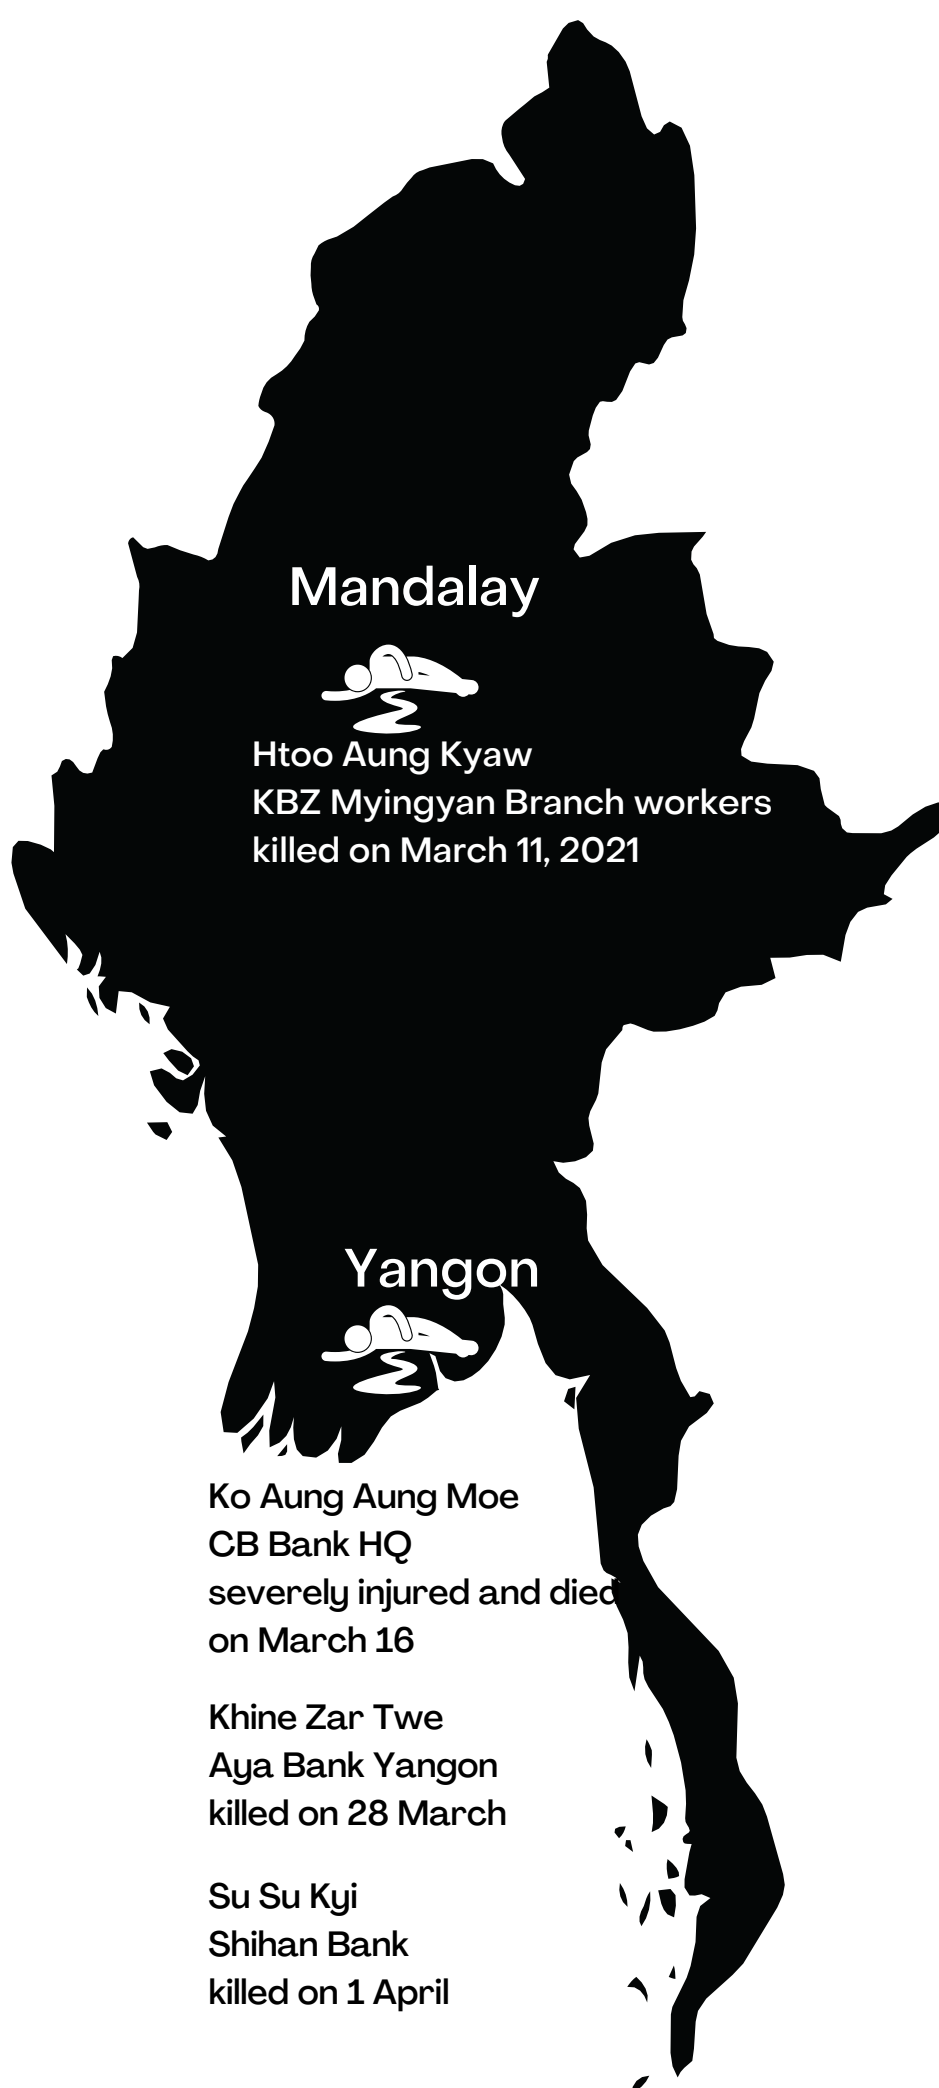 Mandalay
Htoo Aung Kyaw
KBZ Myingyan Branch workers
killed on March 11, 2021
Yangon
Ko Aung Aung Moe
CB Bank HQ
severely injured and died
on March 16
Khine Zar Twe
Aya Bank Yangon
killed on 28 March
Su Su Kyi
Shihan Bank
killed on 1 April